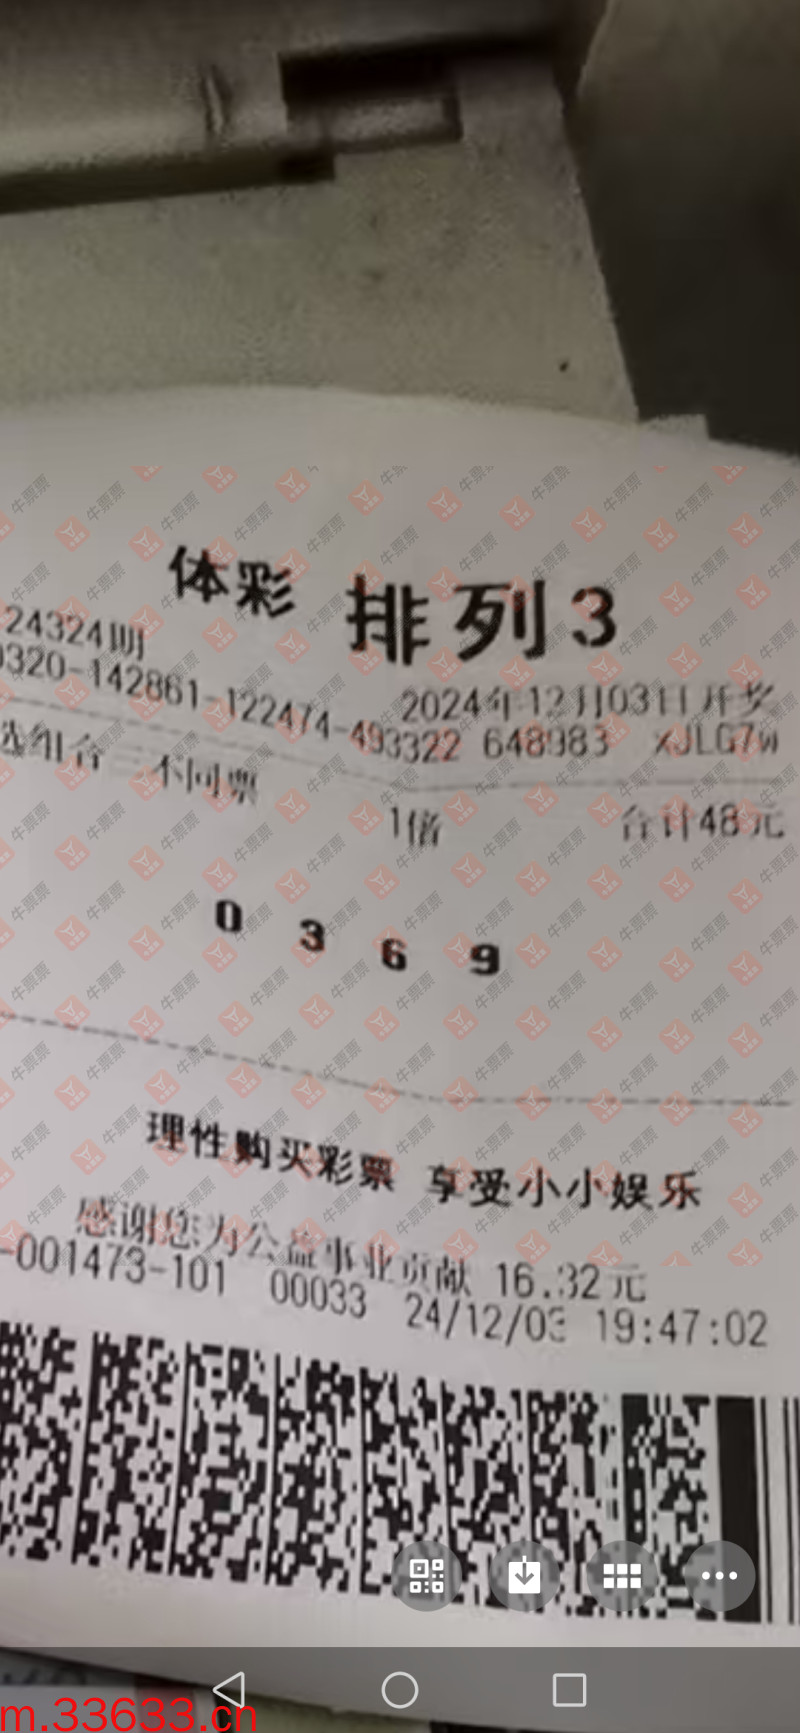 体彩 排列3
24324期
2024年12月03日开奖
0320-142861-122474-493322 648983 xJLG7w
选组合三不同票
1倍
合计48元
0 3 6 9
理性购买彩票 享受小小娱乐
感谢您为公益事业贡献 16.32元
-001473-101 00033 24/12/03 19:47:02
牛票票
m.33633.cn